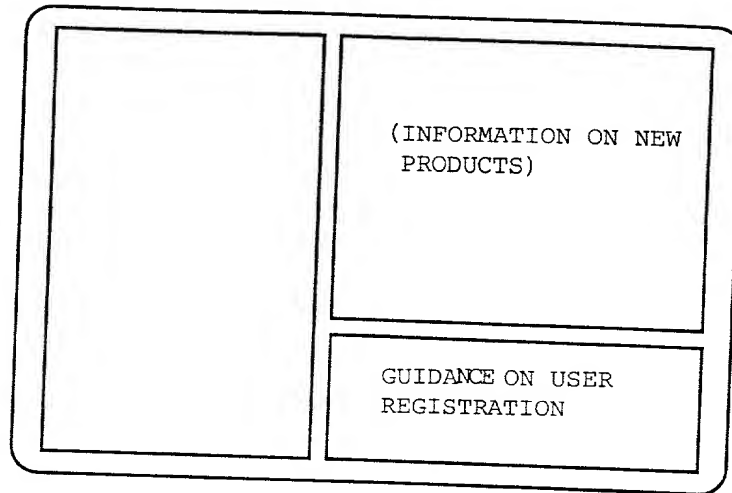 (INFORMATION ON NEW
PRODUCTS)
GUIDANCE ON USER
REGISTRATION